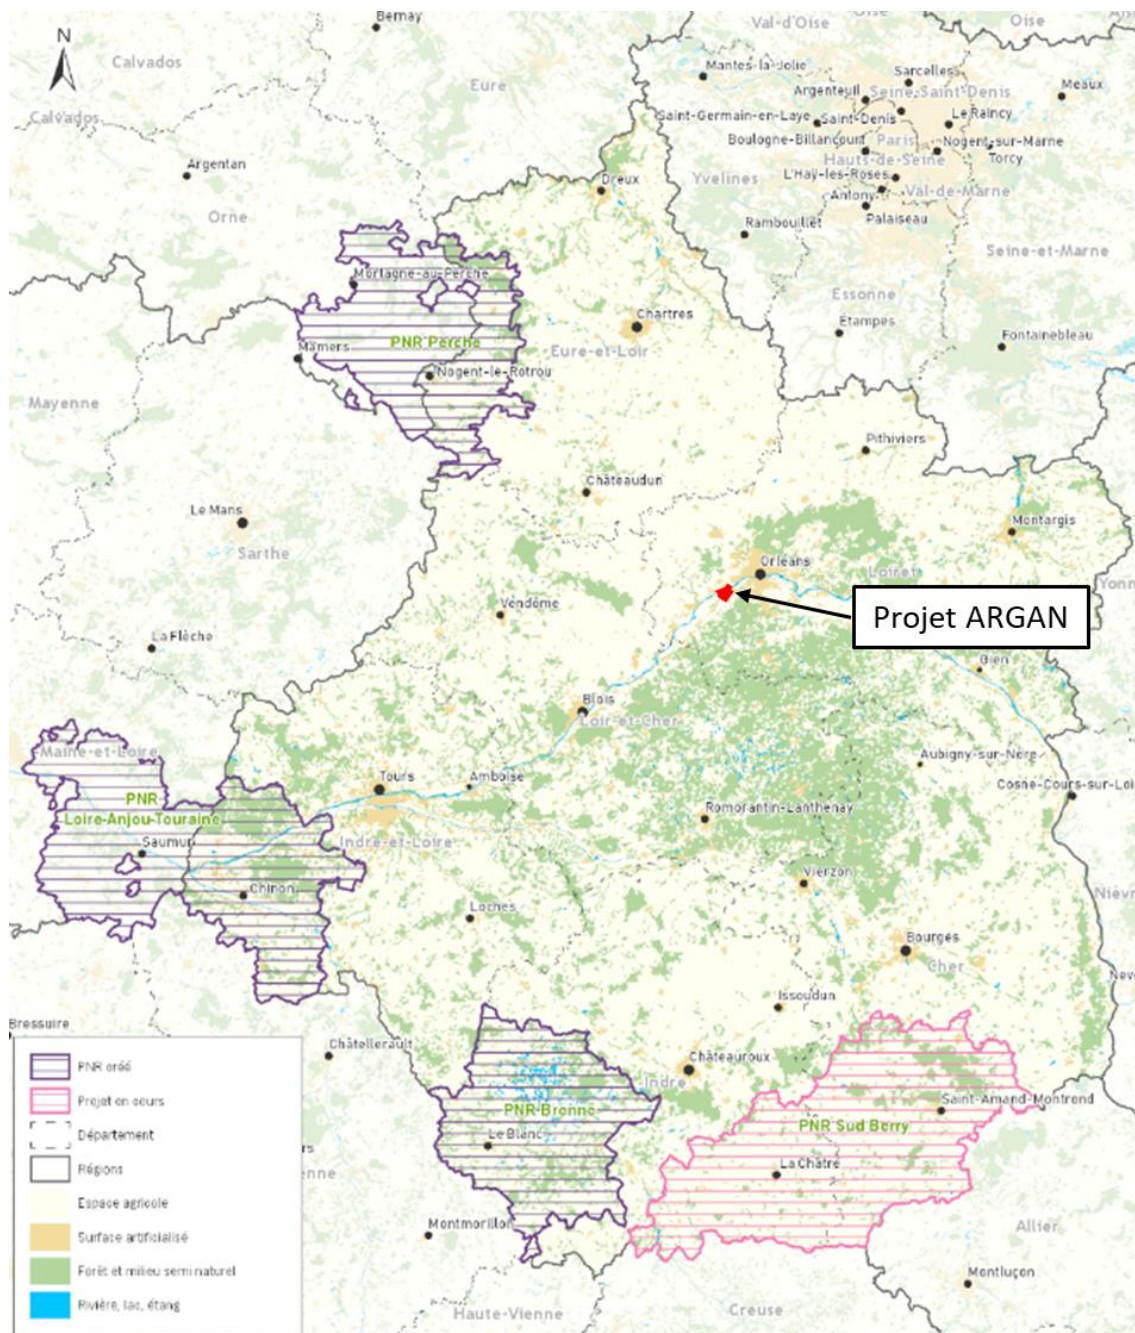 Bernay
Val-d'Oise
Oise
Oise
N
Calvados
Mantes-la-Jolie
Sarcelles
Eure
Argenteuil
Seine-Saint-Denis
Meaux
Calvados
Saint-Germain-en-Laye
Saint-Denis
Le Raincy
Boulogne-Billancourt
Paris
Nogent-sur-Marne
Argentan
Hauts-de-Seine
Torcy
Dreux
Yvelines
L'Hay-les-Roses
Antony
Val-de-Marne
Orne
Rambouillet
Palaiseau
Seine-et-Marne
Mortagne-au-Perche
Essonne
Chartres
Étampes
PNR Perche
Eure-et-Loir
Fontainebleau
Mamers
Nogent-le-Rotrou
Mayenne
Pithiviers
Châteaudun
Le Mans
Montargis
Sarthe
Orléans
Loiret
Yonn
Vendôme
Projet ARGAN
La Flèche
Gien
Blois
Loir-et-Cher
Maine-et-Loire
Aubigny-sur-Nère
Tours
Amboise
Cosne-Cours-sur-Loi
PNR
Loire-Anjou-Touraine
Romorantin-Lanthenay
Indre-et-Loire
Saumur
Vierzon
Chinon
Nièvr
Loches
Bourges
Cher
Nev
Issoudun
Bressuire
Châtellerault
Châteauroux
PNR créé
Indre
Projet en cours
PNR Brenne
Saint-Amand-Montrond
PNR Sud Berry
Département
Le Blanc
rs
La Châtre
Régions
enne
Espace agricole
Surface artificialisé
Montmorillon
Allier
Forêt et milieu semi naturel
Montluçon
Rivière, lac, étang
Haute-Vienne
Creuse